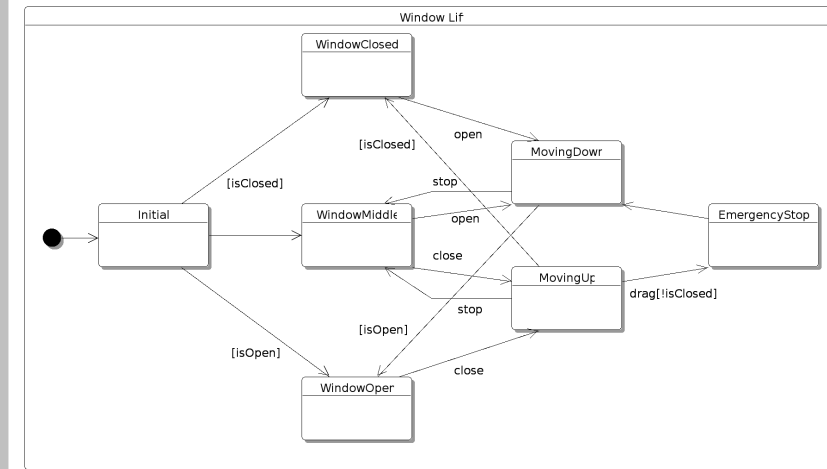 Window Lif
WindowClosed
open
[isClosed]
MovingDowr
[isClosed]
stop
Initial
WindowMiddle
open
EmergencyStop
close
MovingUp
drag[!isClosed]
stop
[isOpen]
[isOpen]
close
WindowOper